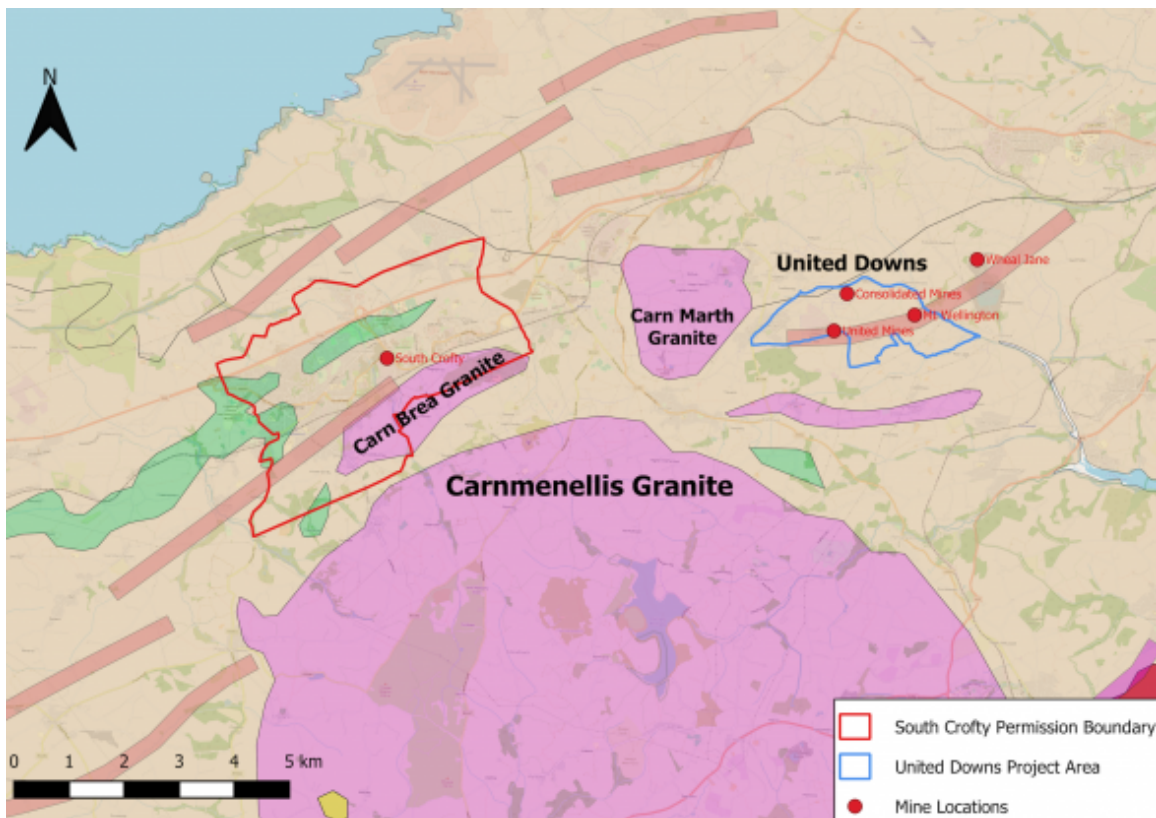 N
United Downs
Wheal Jane
Consolidated Mines
Mt Wellington
United Mines
Carn Marth
Granite
South Crofty
Carn Brea Granite
Carnmenellis Granite
0 1 2 3 4 5 km
South Crofty Permission Boundary
United Downs Project Area
Mine Locations